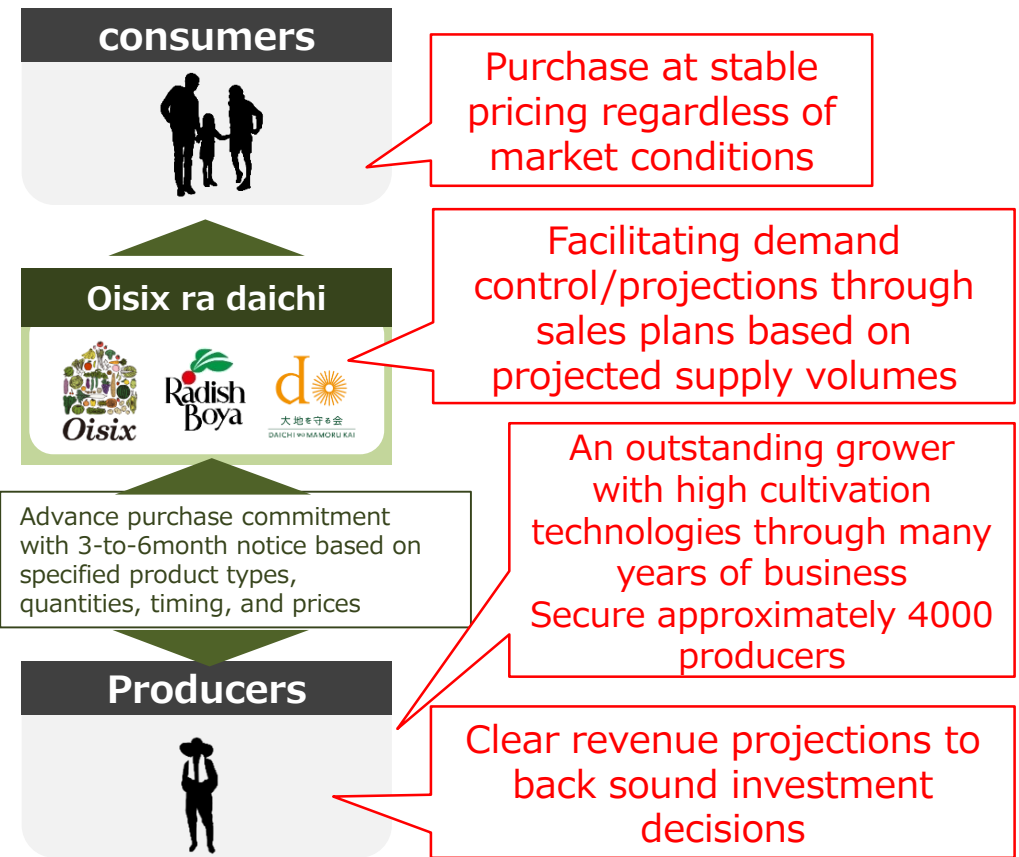 consumers
Purchase at stable
pricing regardless of
market conditions
Oisix ra daichi
Oisix
Radish
Boya
do
大地を守る会
DAICHI WO MAMORU KAI
Facilitating demand
control/projections through
sales plans based on
projected supply volumes
Advance purchase commitment
with 3-to-6month notice based on
specified product types,
quantities, timing, and prices
An outstanding grower
with high cultivation
technologies through many
years of business
Secure approximately 4000
producers
Producers
Clear revenue projections to
back sound investment
decisions